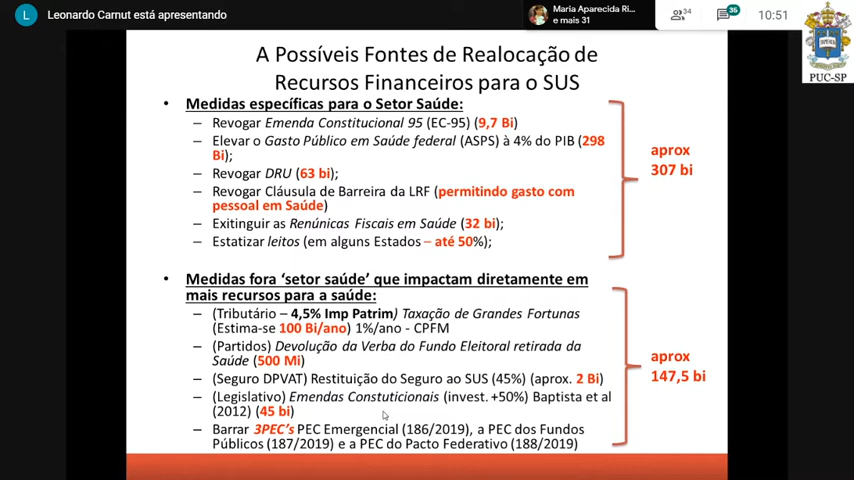 L Leonardo Carnut está apresentando
Maria Aparecida Ri...
e mais 31
34
35
10:51
PUC-SP
A Possíveis Fontes de Realocação de
Recursos Financeiros para o SUS
• Medidas específicas para o Setor Saúde:
– Revogar Emenda Constitucional 95 (EC-95) (9,7 Bi)
– Elevar o Gasto Público em Saúde federal (ASPS) à 4% do PIB (298
Bi);
– Revogar DRU (63 bi);
– Revogar Cláusula de Barreira da LRF (permitindo gasto com
pessoal em Saúde)
– Exitinguir as Renúnicas Fiscais em Saúde (32 bi);
– Estatizar leitos (em alguns Estados – até 50%);
aprox
307 bi
• Medidas fora ‘setor saúde’ que impactam diretamente em
mais recursos para a saúde:
– (Tributário – 4,5% Imp Patrim) Taxação de Grandes Fortunas
(Estima-se 100 Bi/ano) 1%/ano - CPFM
– (Partidos) Devolução da Verba do Fundo Eleitoral retirada da
Saúde (500 Mi)
– (Seguro DPVAT) Restituição do Seguro ao SUS (45%) (aprox. 2 Bi)
– (Legislativo) Emendas Constuticionais (invest. +50%) Baptista et al
(2012) (45 bi)
– Barrar 3PEC’s PEC Emergencial (186/2019), a PEC dos Fundos
Públicos (187/2019) e a PEC do Pacto Federativo (188/2019)
aprox
147,5 bi